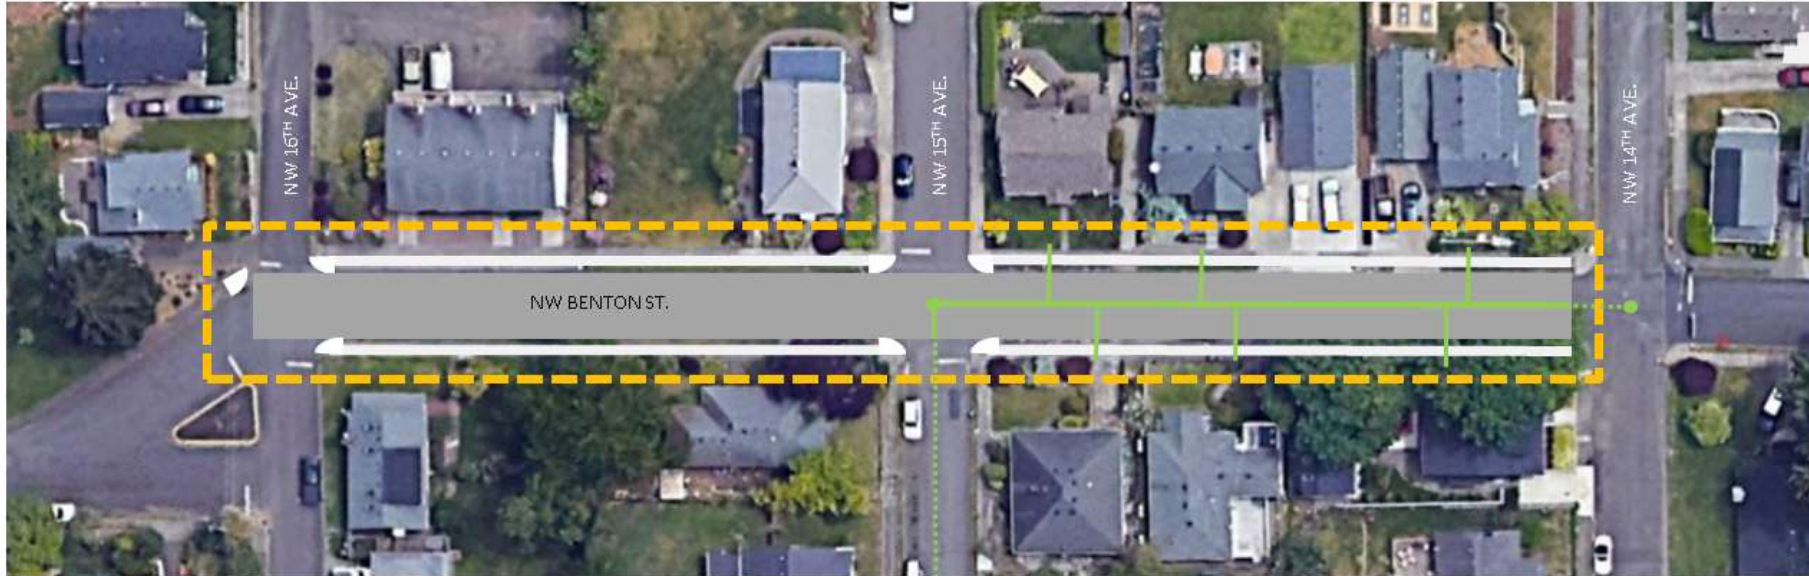 NW 16TH AVE.
NW 15TH AVE.
NW 14TH AVE.
NW BENTON ST.